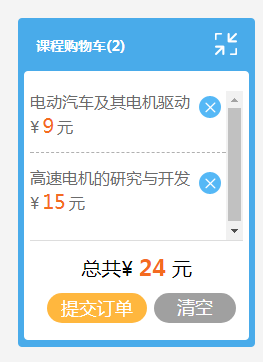 课程购物车(2)
电动汽车及其电机驱动
¥ 9 元
高速电机的研究与开发
¥ 15 元
总共¥ 24 元
提交订单 清空